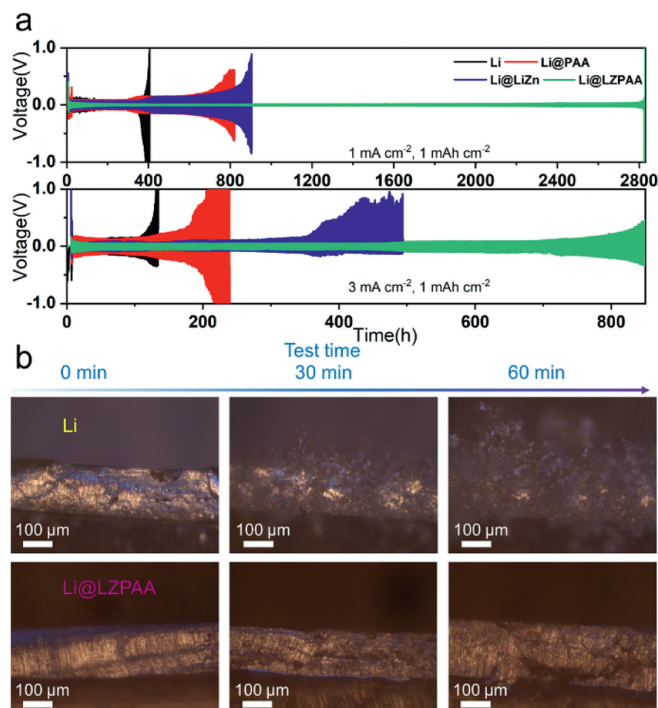 a
Voltage(V)
1.0
0.0
-1.0
Li
Li@PAA
Li@LiZn
Li@LZPAA
1 mA cm⁻², 1 mAh cm⁻²
0 400 800 1200 1600 2000 2400 2800
Voltage(V)
1.0
0.0
-1.0
3 mA cm⁻², 1 mAh cm⁻²
0 200 400 600 800
Time(h)
b
Test time
0 min 30 min 60 min
Li
100 µm 100 µm 100 µm
Li@LZPAA
100 µm 100 µm 100 µm